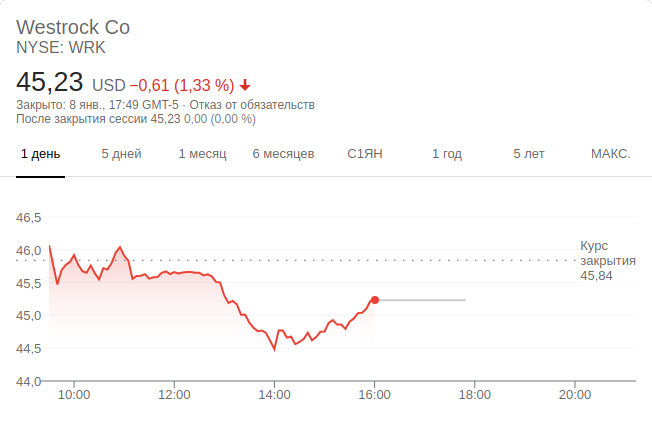 Westrock Co
NYSE: WRK
45,23 USD −0,61 (1,33 %)
Закрыто: 8 янв., 17:49 GMT-5 · Отказ от обязательств
После закрытия сессии 45,23 0,00 (0,00 %)
1 день 5 дней 1 месяц 6 месяцев С1ЯН 1 год 5 лет МАКС.
46,5
46,0
45,5
45,0
44,5
44,0
Курс
закрытия
45,84
10:00 12:00 14:00 16:00 18:00 20:00